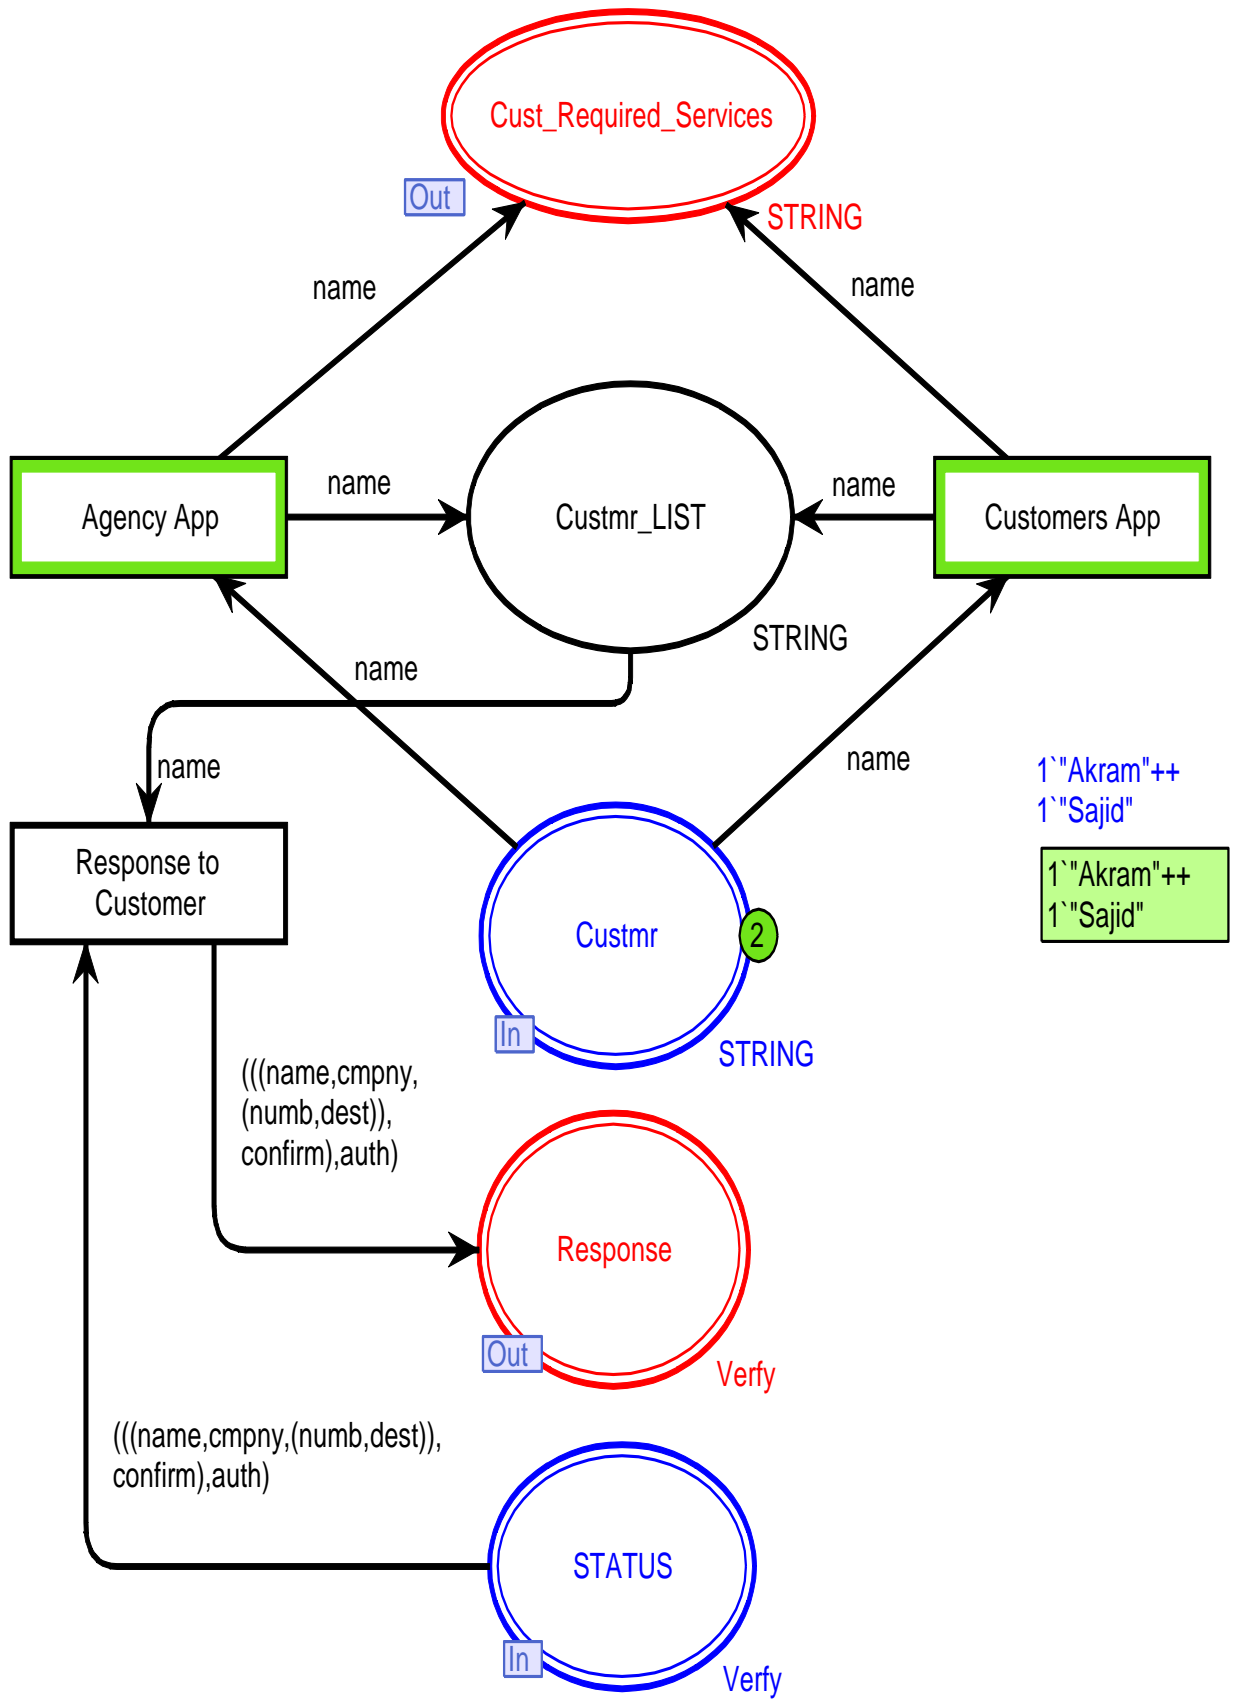 Cust_Required_Services
Out
STRING
name
name
Agency App
name
Custmr_LIST
name
Customers App
STRING
name
name
name
1`"Akram"++
1`"Sajid"
Response to
Customer
1`"Akram"++
1`"Sajid"
Custmr
2
In
STRING
(((name,cmpny,
(numb,dest)),
confirm),auth)
Response
Out
Verfy
(((name,cmpny,(numb,dest)),
confirm),auth)
STATUS
In
Verfy